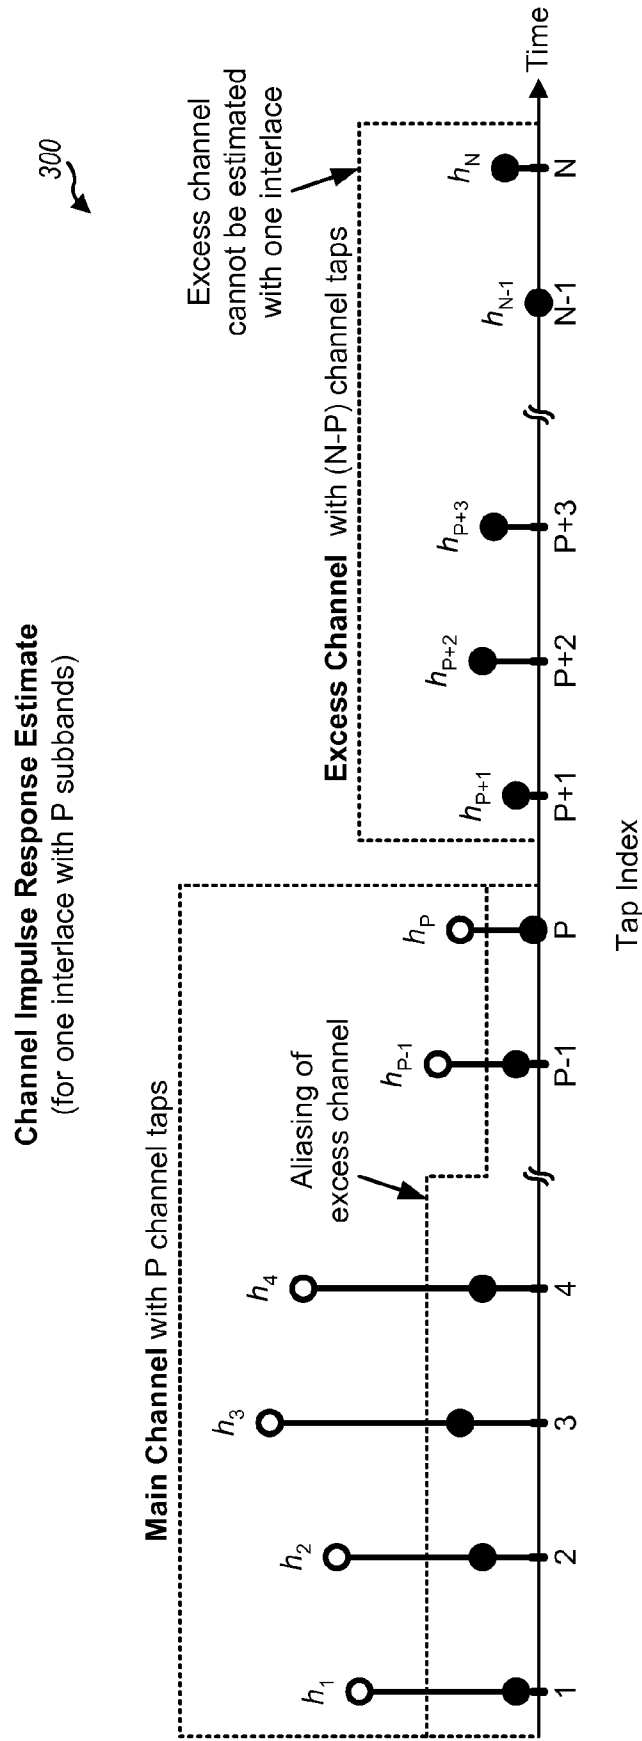 Channel Impulse Response Estimate
(for one interlace with P subbands)
300
Main Channel with P channel taps
Excess channel
cannot be estimated
with one interlace
Excess Channel with (N-P) channel taps
Aliasing of
excess channel
h1
h2
h3
h4
hP-1
hP
hP+1
hP+2
hP+3
hN-1
hN
1
2
3
4
P-1
P
P+1
P+2
P+3
N-1
N
Time
Tap Index